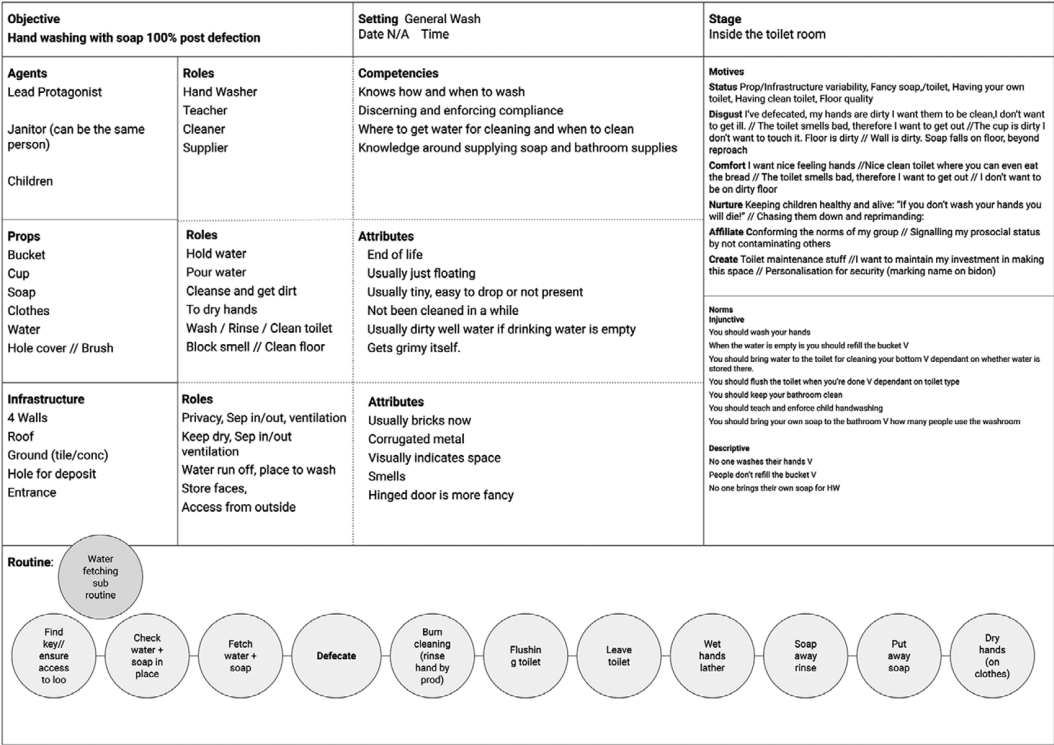 Objective
Hand washing with soap 100% post defection
Setting General Wash
Date N/A Time
Stage
Inside the toilet room
Agents
Lead Protagonist
Janitor (can be the same
person)
Children
Roles
Hand Washer
Teacher
Cleaner
Supplier
Competencies
Knows how and when to wash
Discerning and enforcing compliance
Where to get water for cleaning and when to clean
Knowledge around supplying soap and bathroom supplies
Motives
Status Prop/Infrastructure variability, Fancy soap,/toilet, Having your own
toilet, Having clean toilet, Floor quality
Disgust I've defecated, my hands are dirty I want them to be clean,I don't want
to get ill. // The toilet smells bad, therefore I want to get out //The cup is dirty I
don't want to touch it. Floor is dirty // Wall is dirty. Soap falls on floor, beyond
reproach
Comfort I want nice feeling hands //Nice clean toilet where you can even eat
the bread // The toilet smells bad, therefore I want to get out // I don't want to
be on dirty floor
Nurture Keeping children healthy and alive: "If you don't wash your hands you
will die!" // Chasing them down and reprimanding:
Affiliate Conforming the norms of my group // Signalling my prosocial status
by not contaminating others
Create Toilet maintenance stuff //I want to maintain my investment in making
this space // Personalisation for security (marking name on bidon)
Props
Bucket
Cup
Soap
Clothes
Water
Hole cover // Brush
Roles
Hold water
Pour water
Cleanse and get dirt
To dry hands
Wash / Rinse / Clean toilet
Block smell // Clean floor
Attributes
End of life
Usually just floating
Usually tiny, easy to drop or not present
Not been cleaned in a while
Usually dirty well water if drinking water is empty
Gets grimy itself.
Norms
Injunctive
You should wash your hands
When the water is empty is you should refill the bucket V
You should bring water to the toilet for cleaning your bottom V dependant on whether water is
stored there.
You should flush the toilet when you're done V dependant on toilet type
You should keep your bathroom clean
You should teach and enforce child handwashing
You should bring your own soap to the bathroom V how many people use the washroom
Descriptive
No one washes their hands V
People don't refill the bucket V
No one brings their own soap for HW
Infrastructure
4 Walls
Roof
Ground (tile/conc)
Hole for deposit
Entrance
Roles
Privacy, Sep in/out, ventilation
Keep dry, Sep in/out
ventilation
Water run off, place to wash
Store faces,
Access from outside
Attributes
Usually bricks now
Corrugated metal
Visually indicates space
Smells
Hinged door is more fancy
Routine:
Water
fetching
sub
routine
Find
key//
ensure
access
to loo
Check
water +
soap in
place
Fetch
water +
soap
Defecate
Bum
cleaning
(rinse
hand by
prod)
Flushin
g toilet
Leave
toilet
Wet
hands
lather
Soap
away
rinse
Put
away
soap
Dry
hands
(on
clothes)